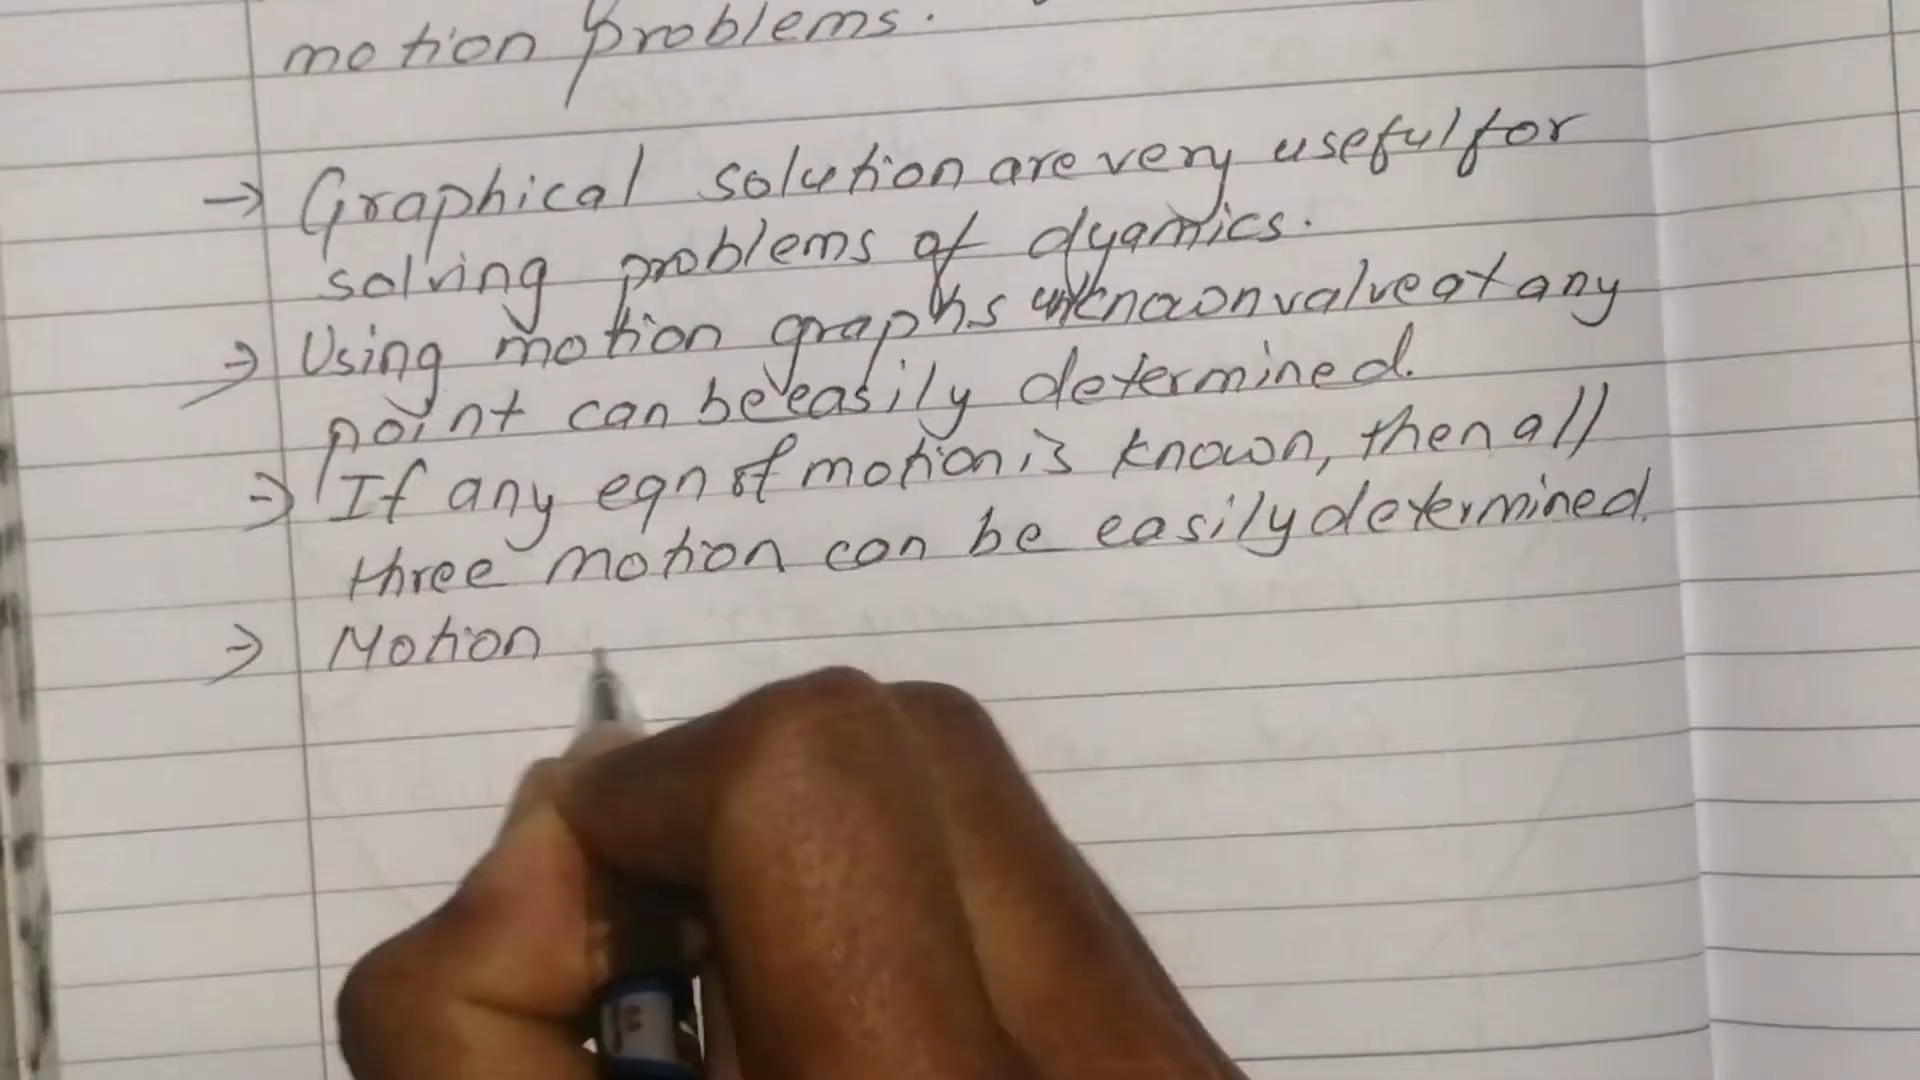 motion problems.
→ Graphical solution are very useful for
solving problems of dyamics.
⇒ Using motion graphs unknown valve at any
point can be easily determined.
⇒ If any eqn of motion is known, then all
three motion can be easily determined.
⇒ Motion